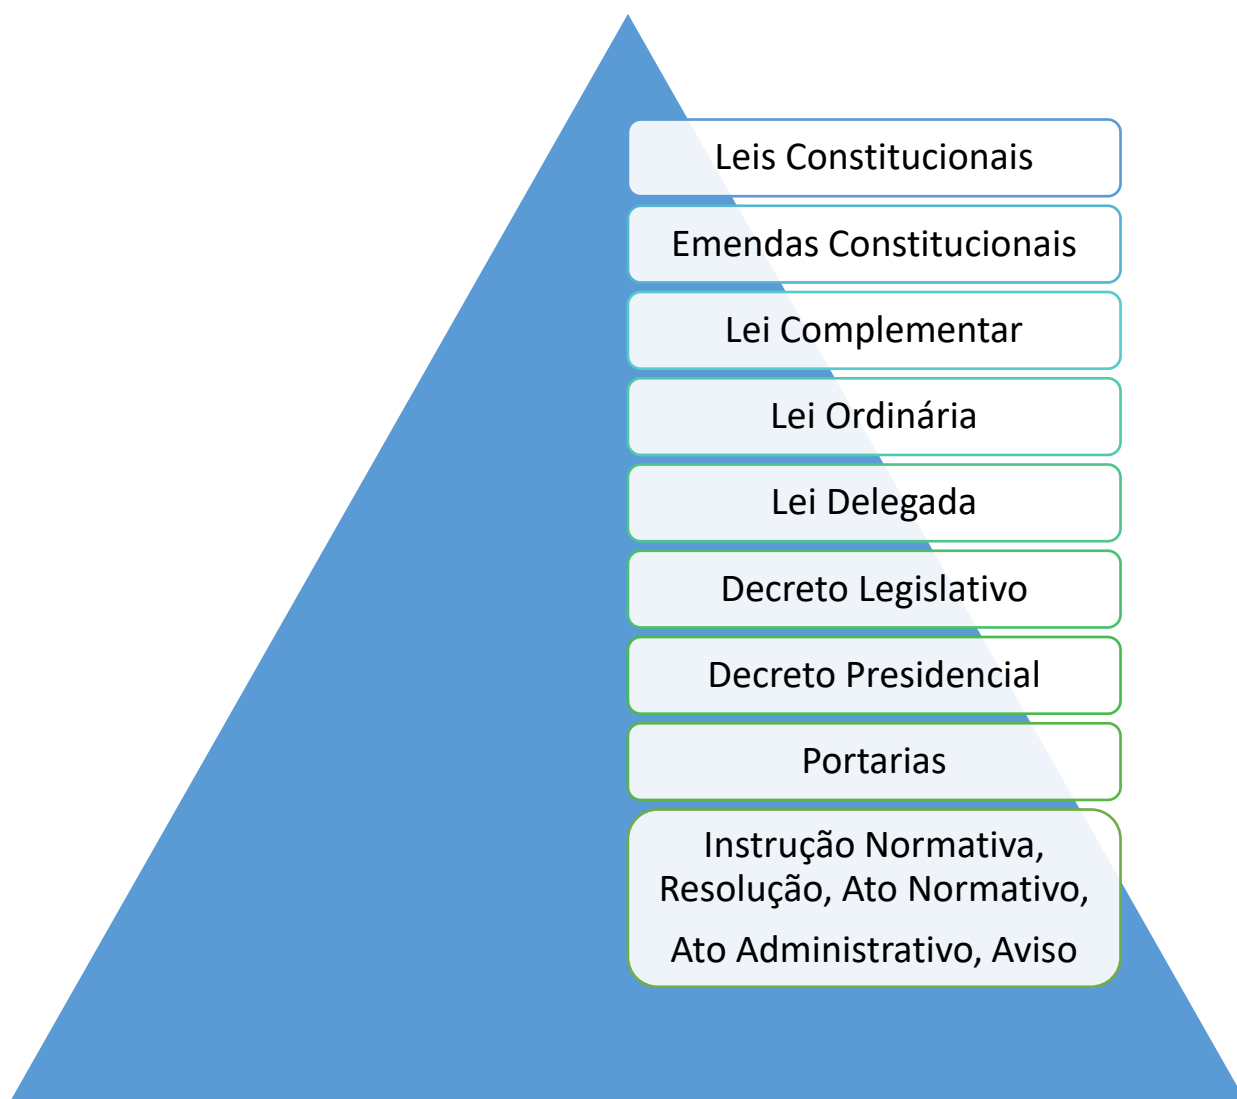 Leis Constitucionais
Emendas Constitucionais
Lei Complementar
Lei Ordinária
Lei Delegada
Decreto Legislativo
Decreto Presidencial
Portarias
Instrução Normativa,
Resolução, Ato Normativo,
Ato Administrativo, Aviso